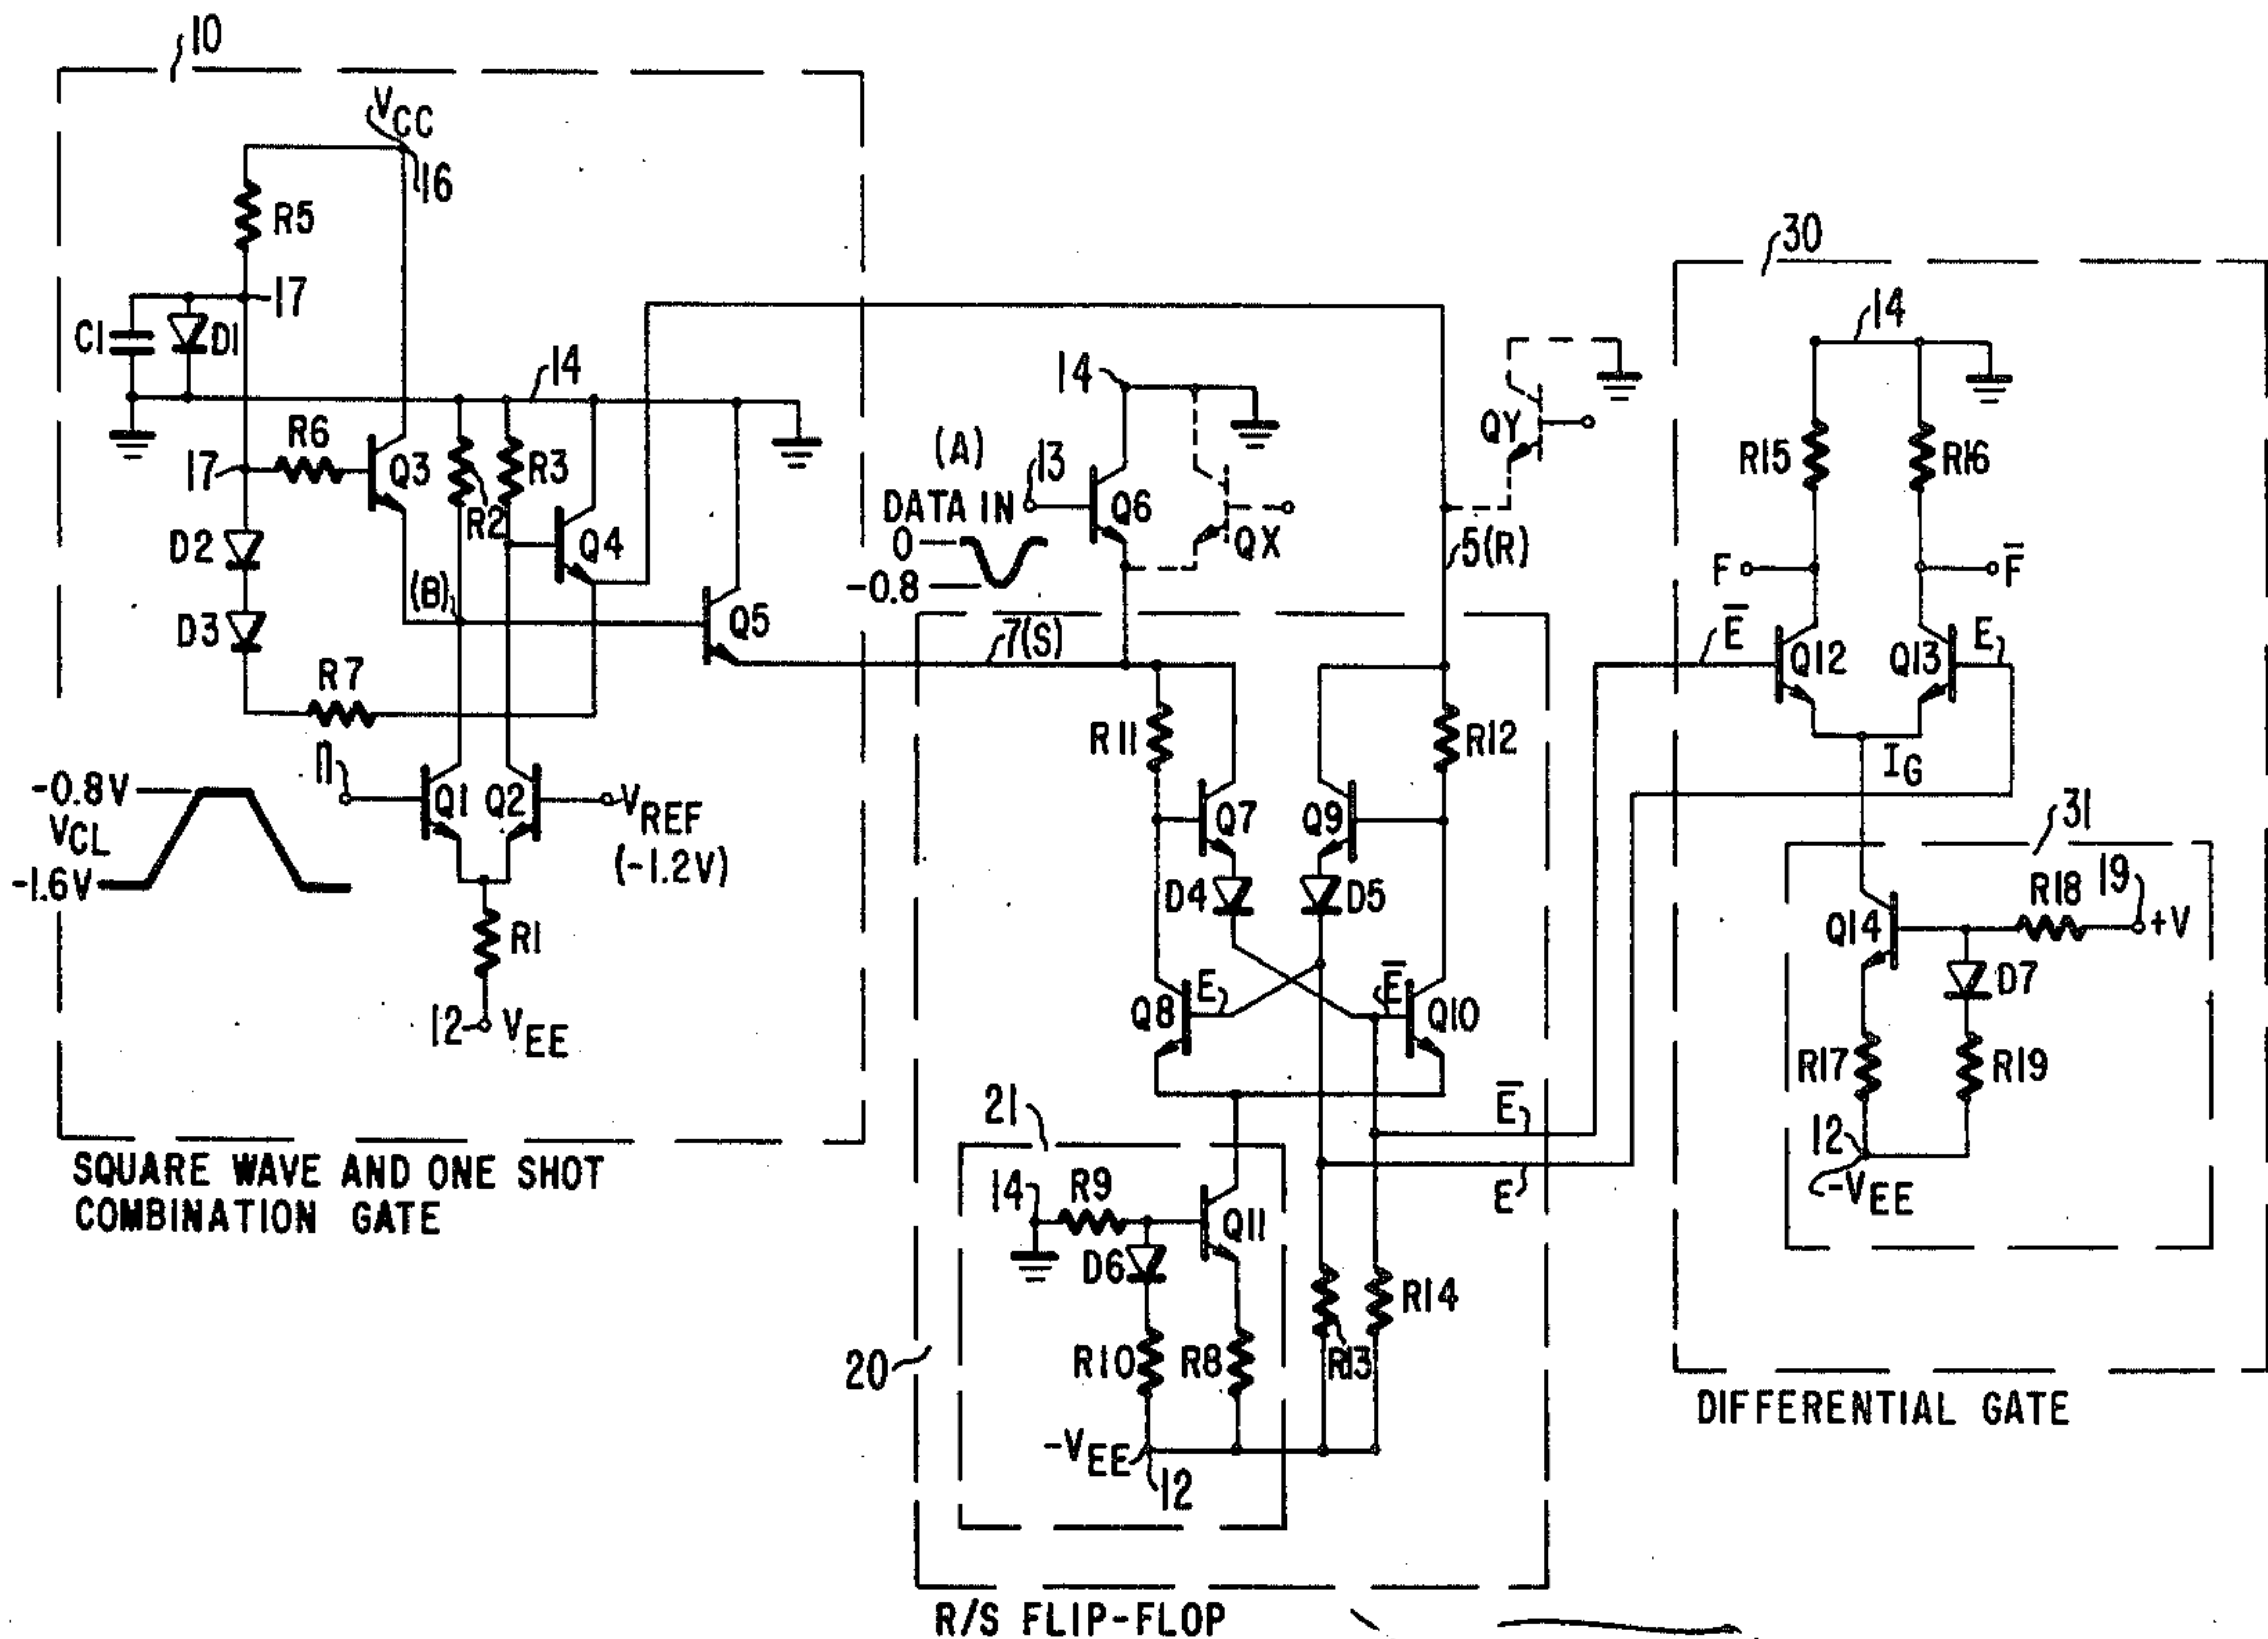 10
VCC
16
R5
17
C1
D1
14
17
R6
Q3
R2
R3
Q4
D2
(B)
Q5
D3
R7
11
-0.8V
VCL
-1.6V
Q1
Q2
VREF
(-1.2V)
R1
12
VEE
SQUARE WAVE AND ONE SHOT
COMBINATION GATE
14
(A)
13
DATA IN
0
-0.8
Q6
QX
QY
5(R)
7(S)
R11
R12
Q7
Q9
D4
D5
E
E̅
Q8
Q10
21
14
R9
Q11
D6
R10
R8
R13
R14
E̅
E
20
-VEE
12
R/S FLIP-FLOP
30
14
R15
R16
F
F̅
E̅
Q12
Q13
E
IG
31
R18
19
+V
Q14
D7
R17
R19
12
-VEE
DIFFERENTIAL GATE